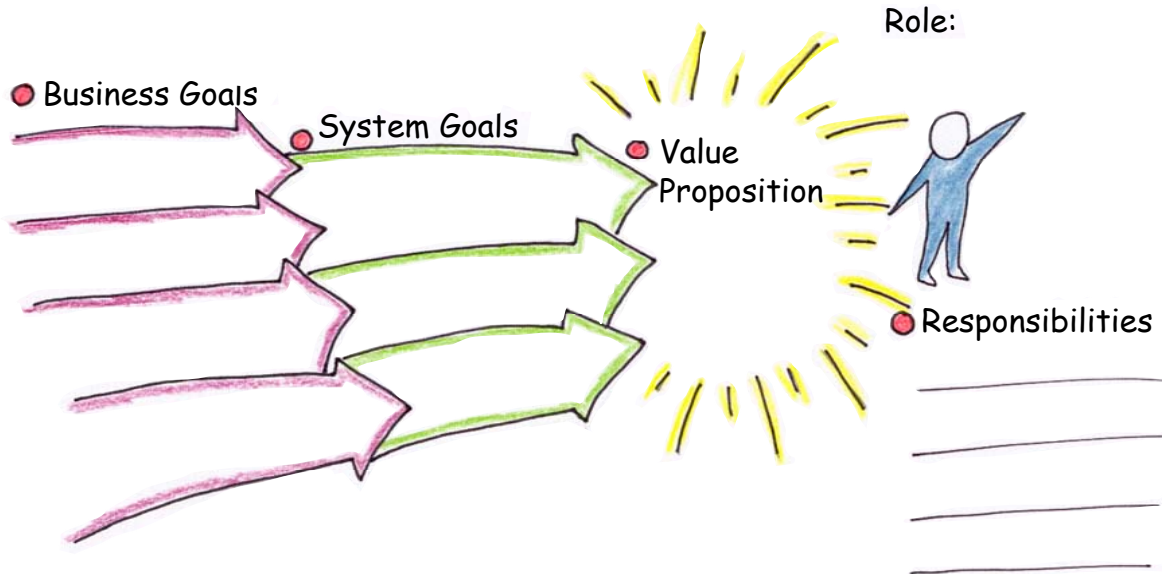 Role:
Business Goals
System Goals
Value
Proposition
Responsibilities